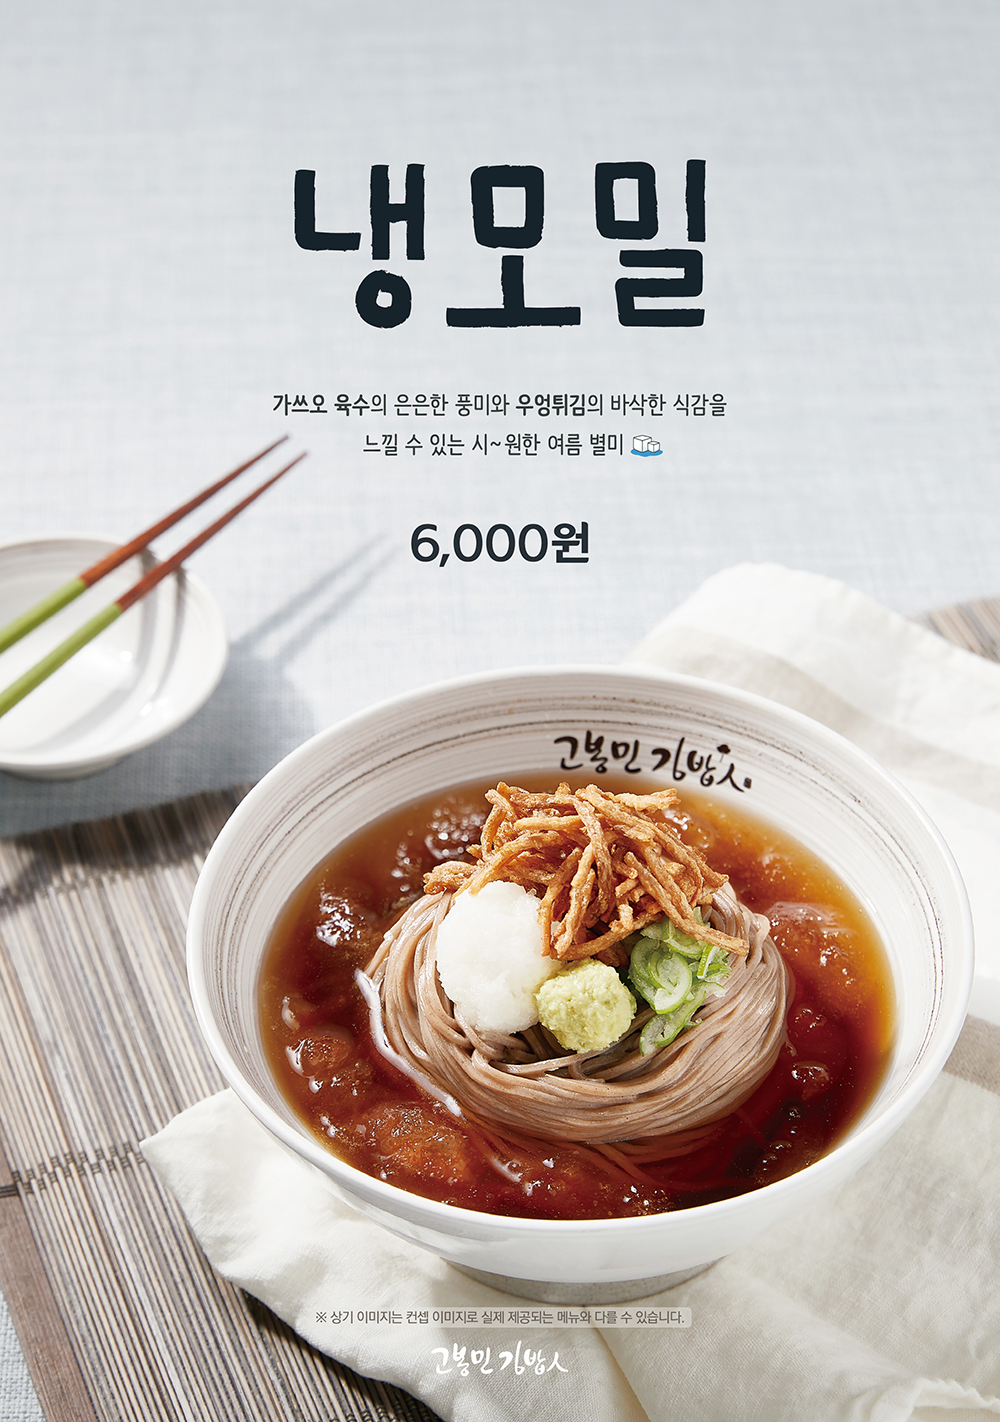 냉모밀
가쓰오 육수의 은은한 풍미와 우엉튀김의 바삭한 식감을
느낄 수 있는 시~원한 여름 별미
6,000원
고봉민 김밥人
※ 상기 이미지는 컨셉 이미지로 실제 제공되는 메뉴와 다를 수 있습니다.
고봉민 김밥人